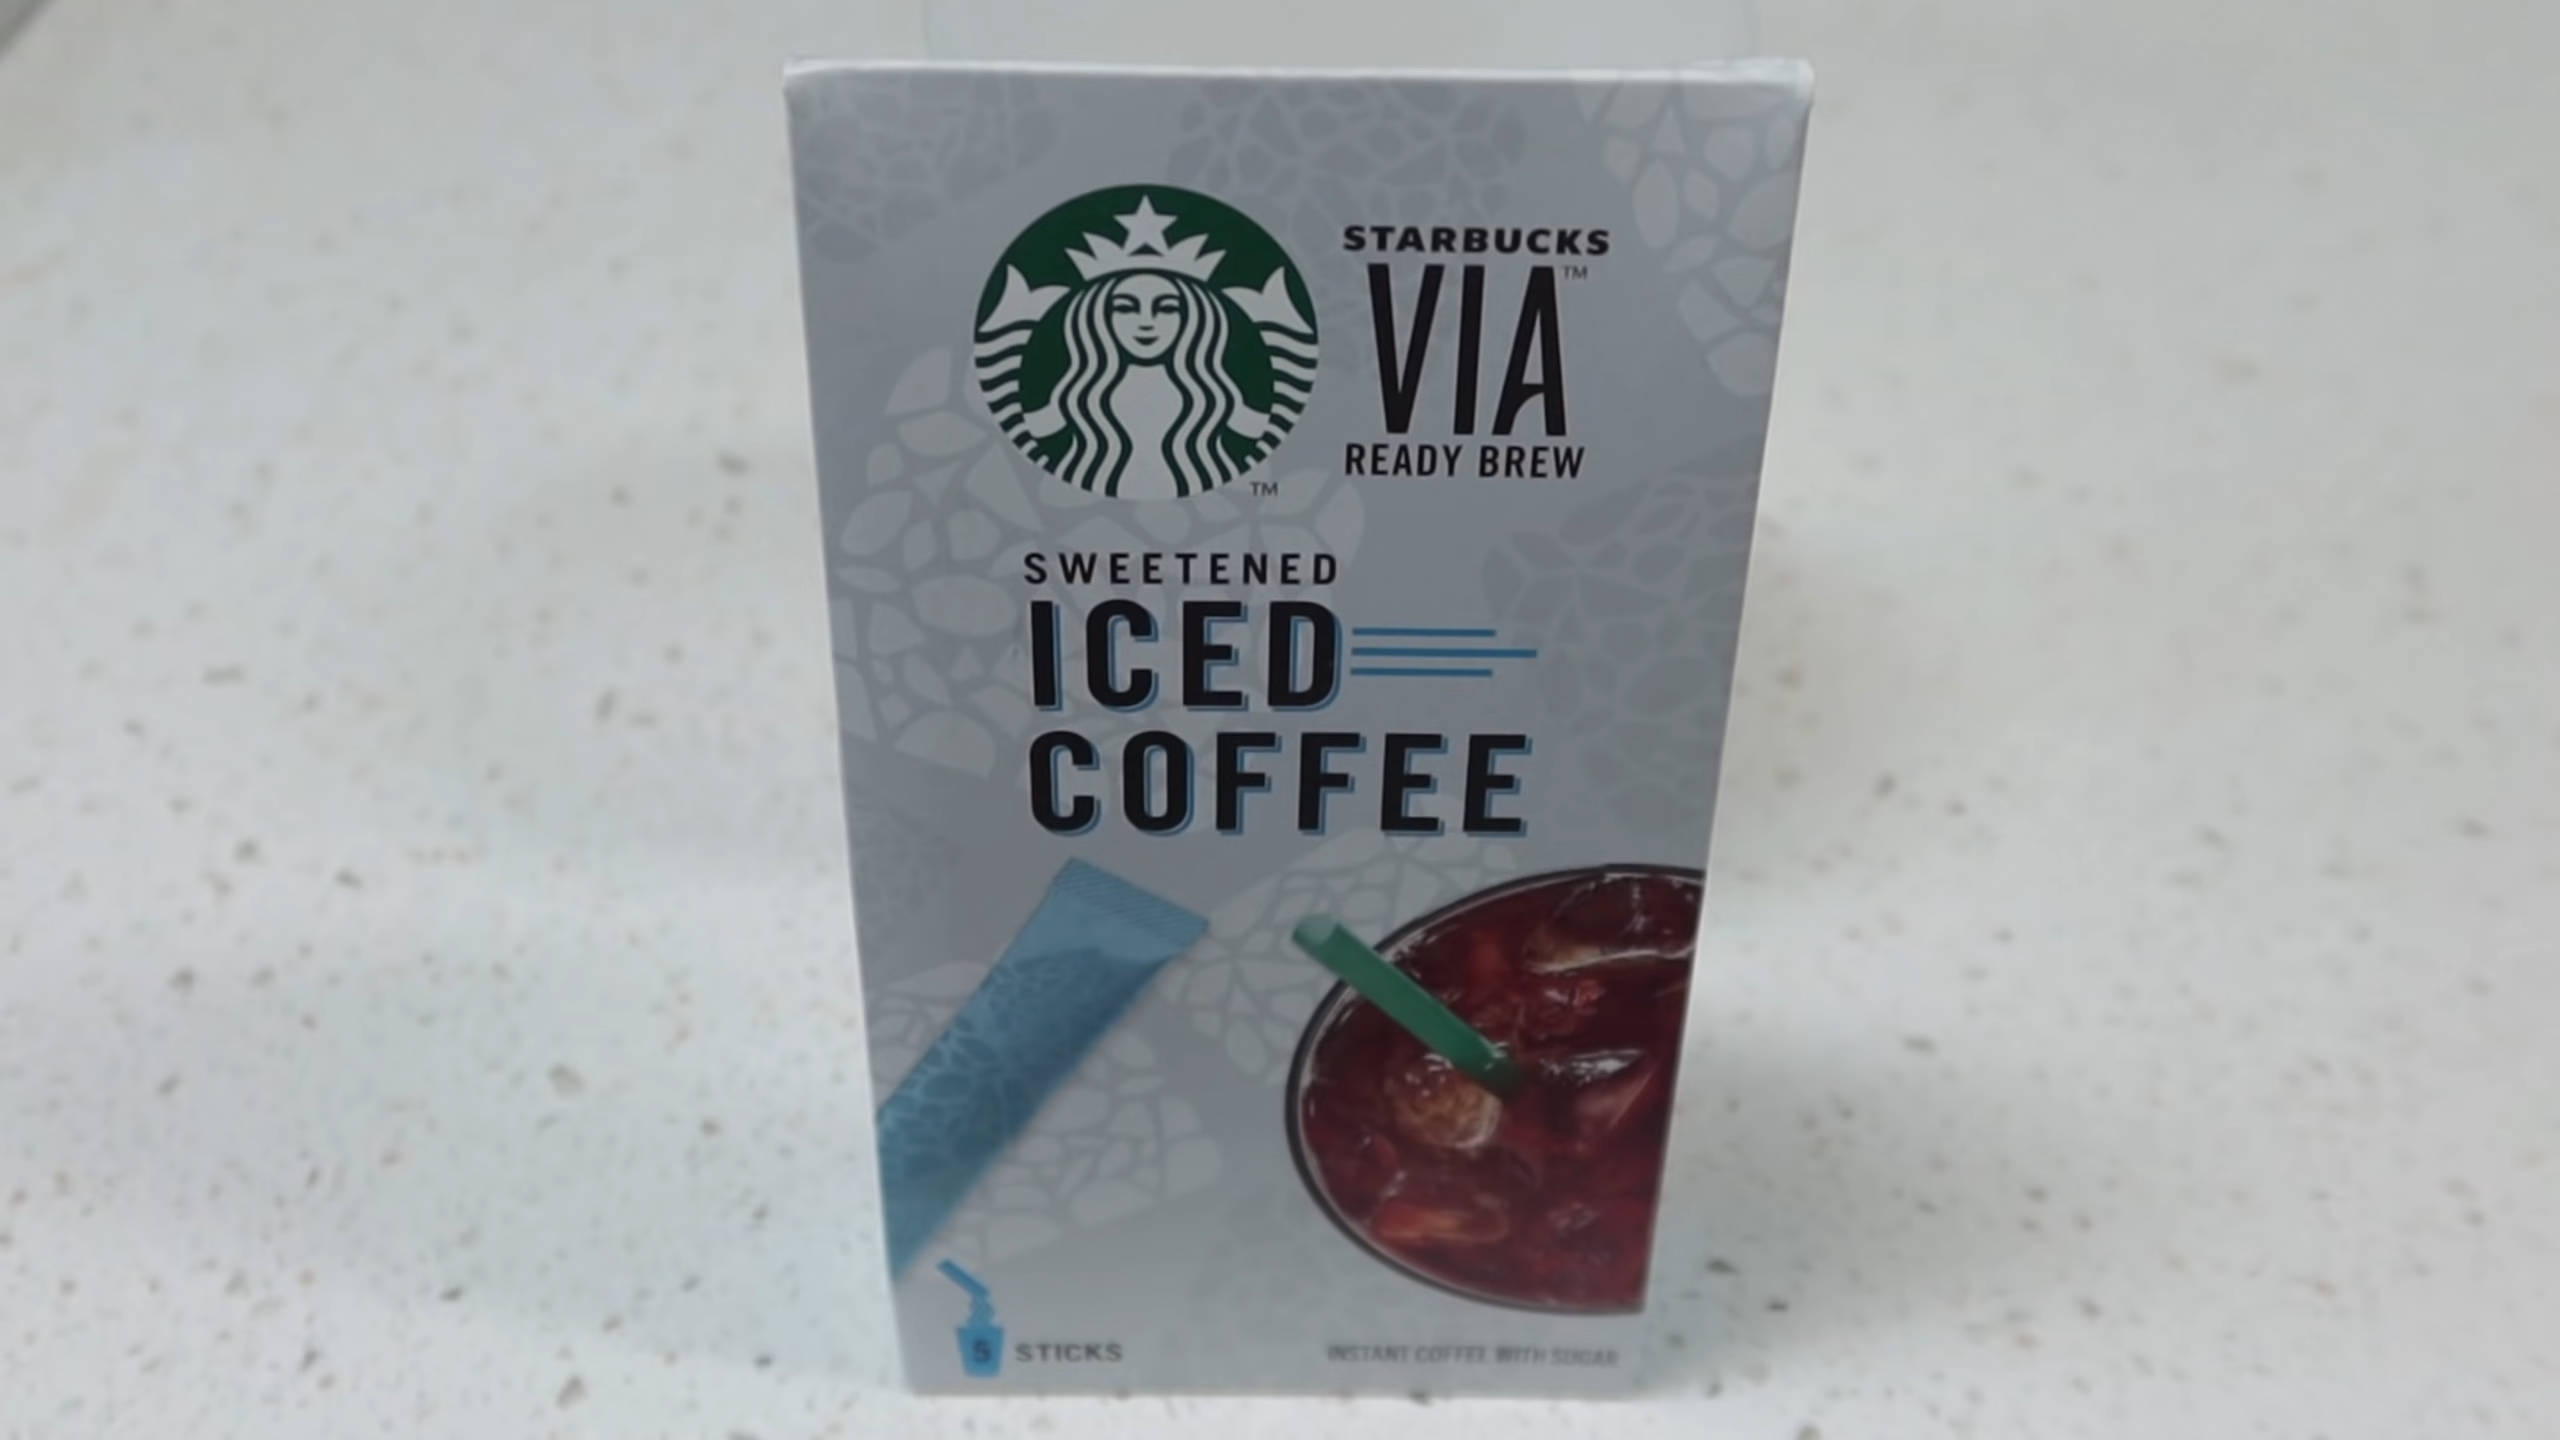 STARBUCKS
VIA™
READY BREW
TM
SWEETENED
ICED
COFFEE
5 STICKS
INSTANT COFFEE WITH SUGAR